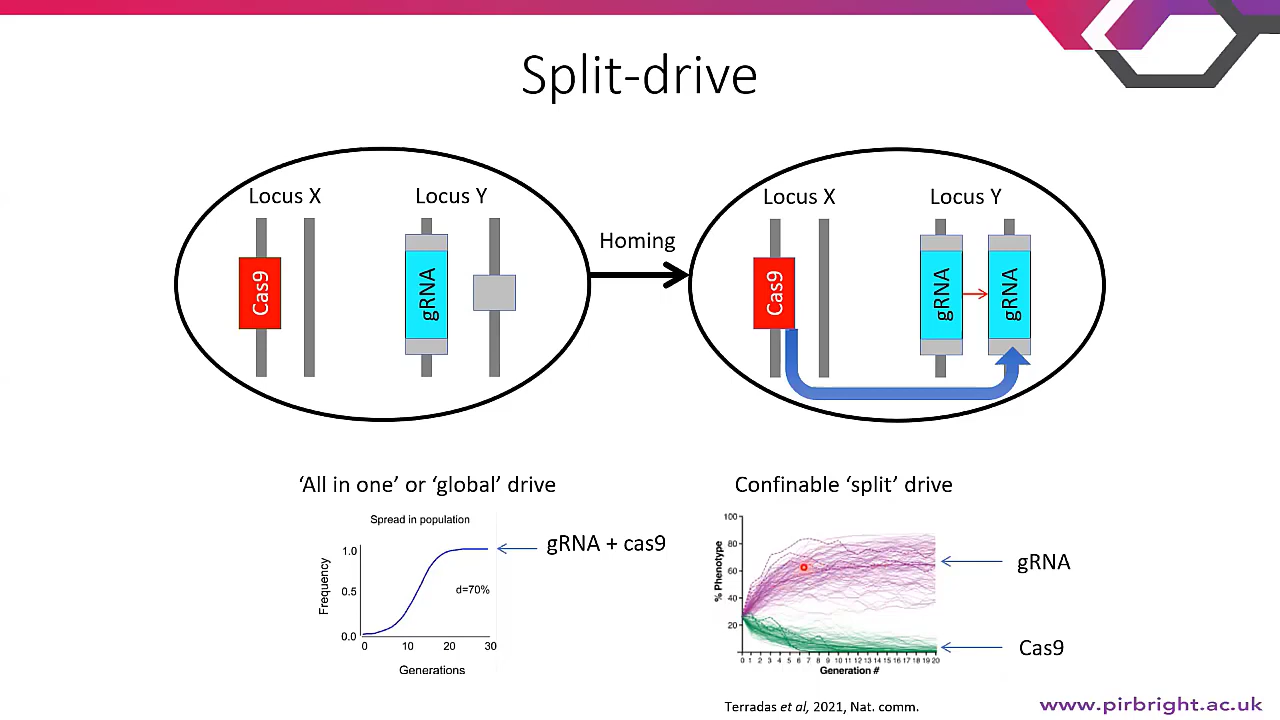 Split-drive
Locus X
Locus Y
Cas9
gRNA
Homing
Locus X
Locus Y
Cas9
gRNA
gRNA
‘All in one’ or ‘global’ drive
Spread in population
Frequency
1.0
0.5
0.0
d=70%
0 10 20 30
Generations
gRNA + cas9
Confinable ‘split’ drive
% Phenotype
100
80
60
40
20
0 1 2 3 4 5 6 7 8 9 10 11 12 13 14 15 16 17 18 19 20
Generation #
gRNA
Cas9
Terradas et al, 2021, Nat. comm.
www.pirbright.ac.uk